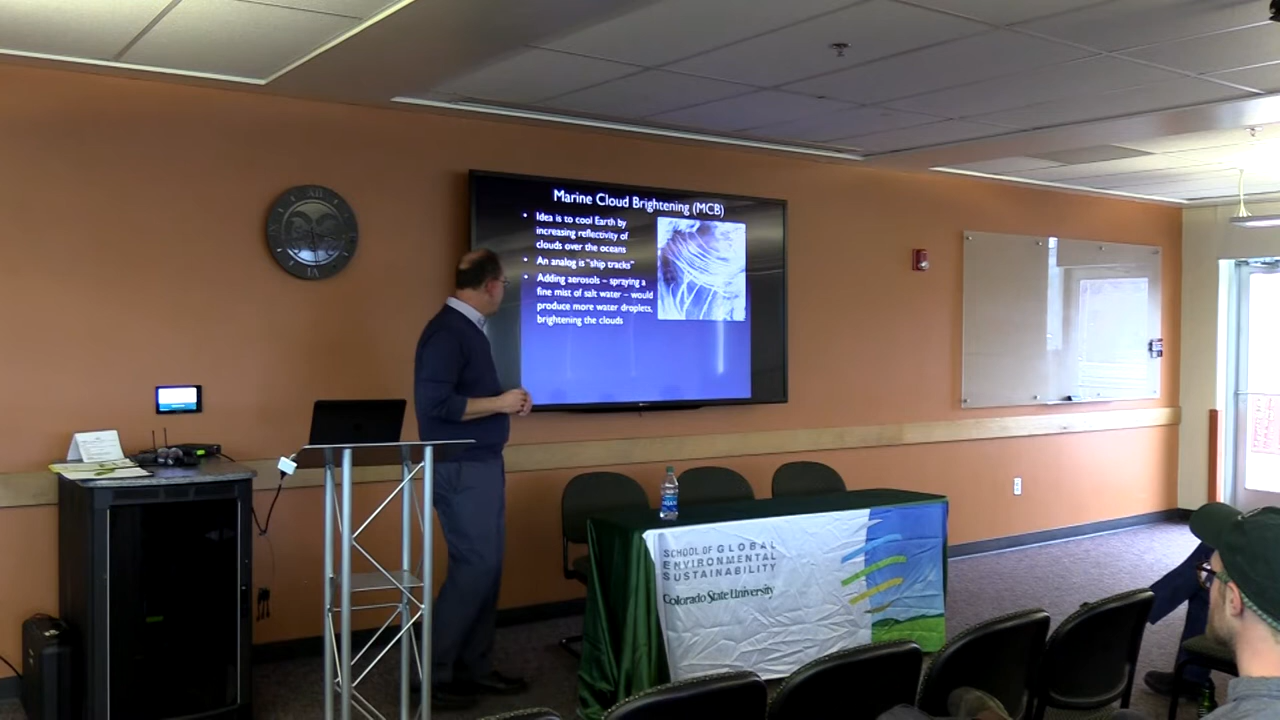 Marine Cloud Brightening (MCB)
• Idea is to cool Earth by
increasing reflectivity of
clouds over the oceans
• An analog is "ship tracks"
• Adding aerosols – spraying a
fine mist of salt water – would
produce more water droplets,
brightening the clouds
SCHOOL OF GLOBAL
ENVIRONMENTAL
SUSTAINABILITY
Colorado State University